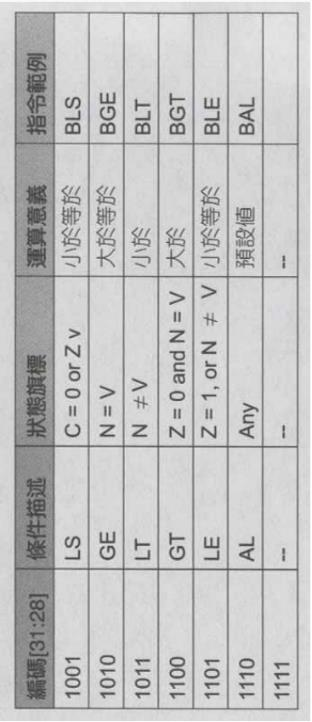 編碼[31:28] 條件描述 狀態旗標 運算意義 指令範例
1001 LS C = 0 or Z v 小於等於 BLS
1010 GE N = V 大於等於 BGE
1011 LT N ≠ V 小於 BLT
1100 GT Z = 0 and N = V 大於 BGT
1101 LE Z = 1, or N ≠ V 小於等於 BLE
1110 AL Any 預設值 BAL
1111 -- -- --